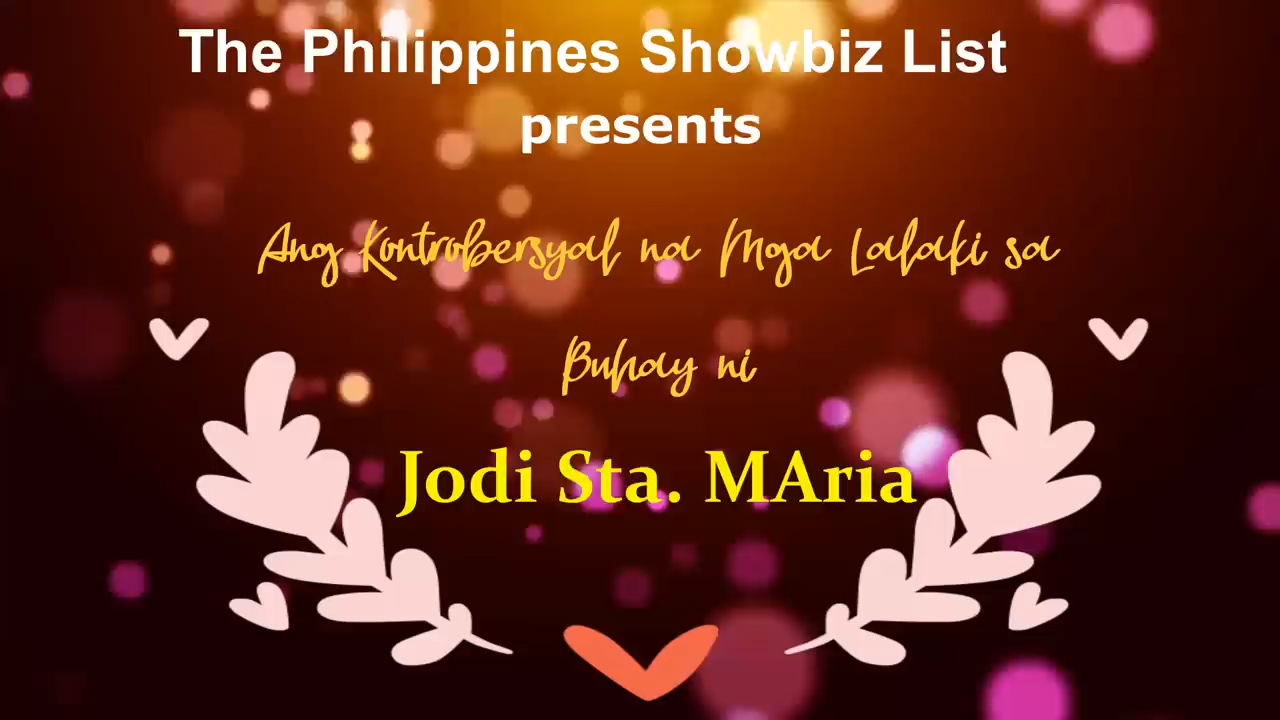 The Philippines Showbiz List
presents
Ang Kontrobersyal na Mga Lalaki sa
Buhay ni
Jodi Sta. MAria